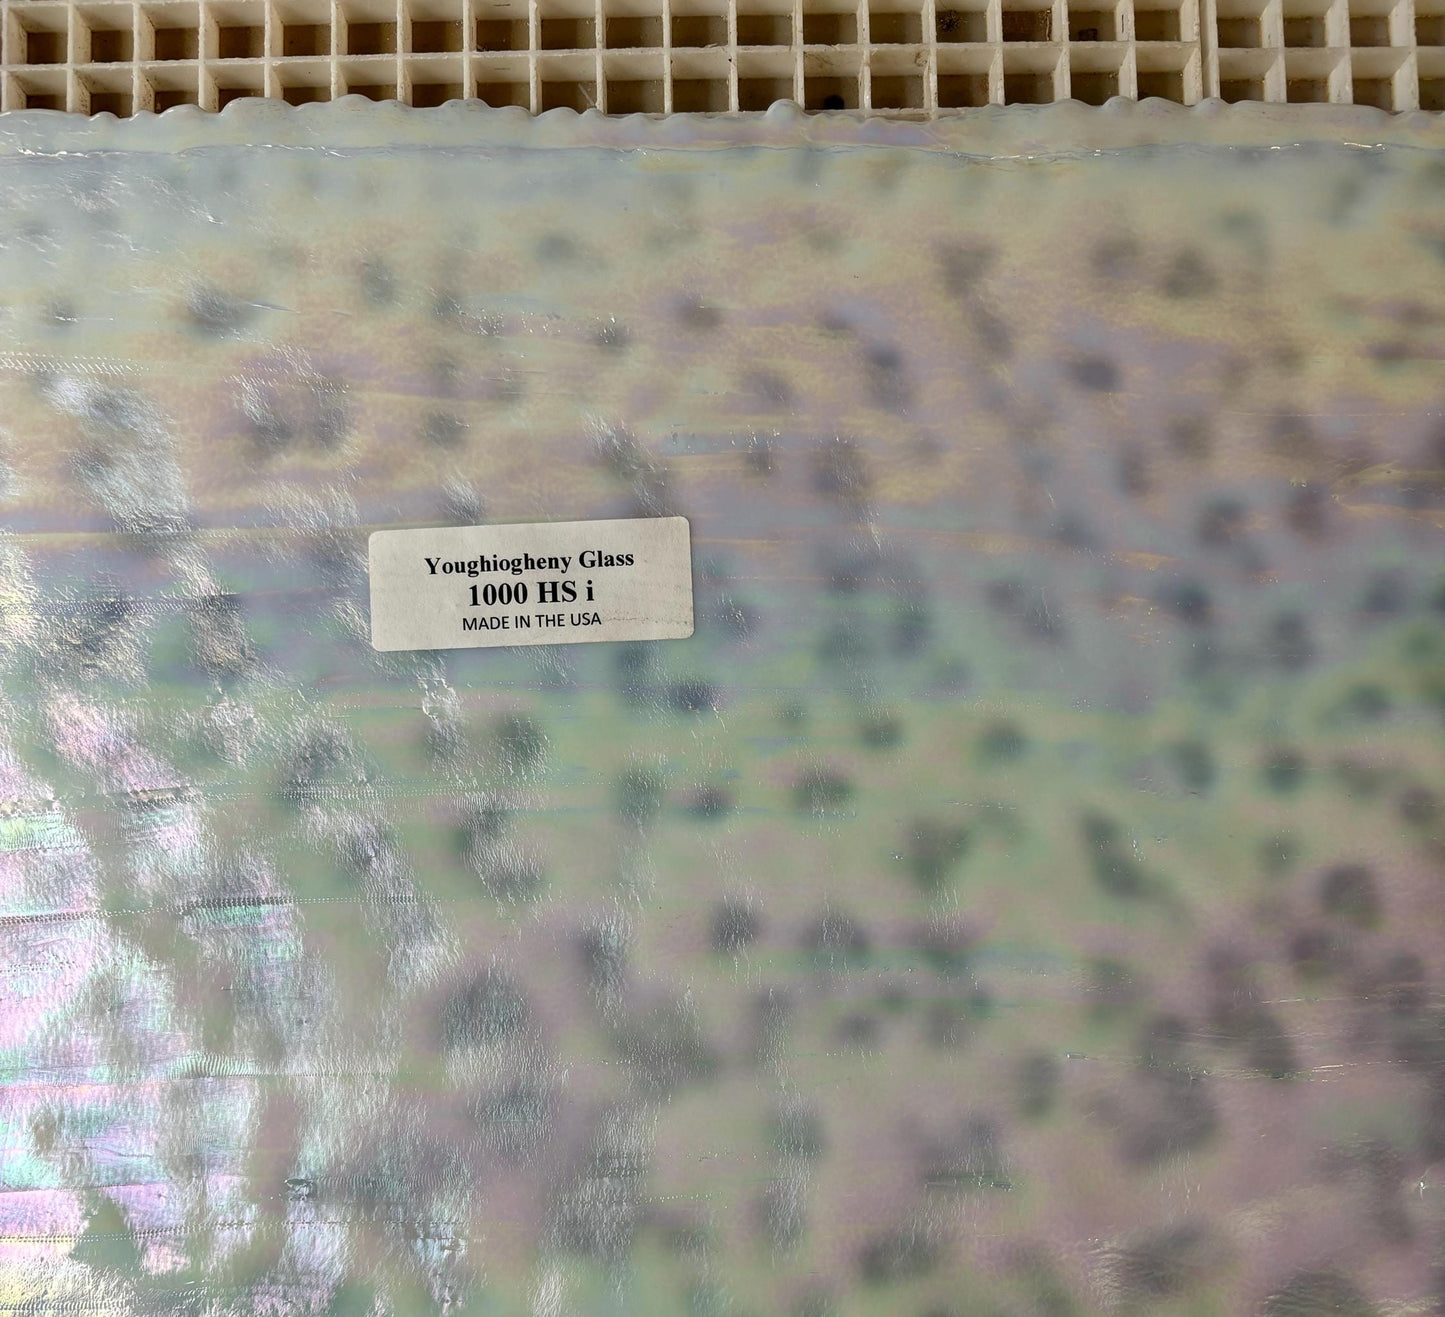 Youghiogheny Glass
1000 HS i
MADE IN THE USA